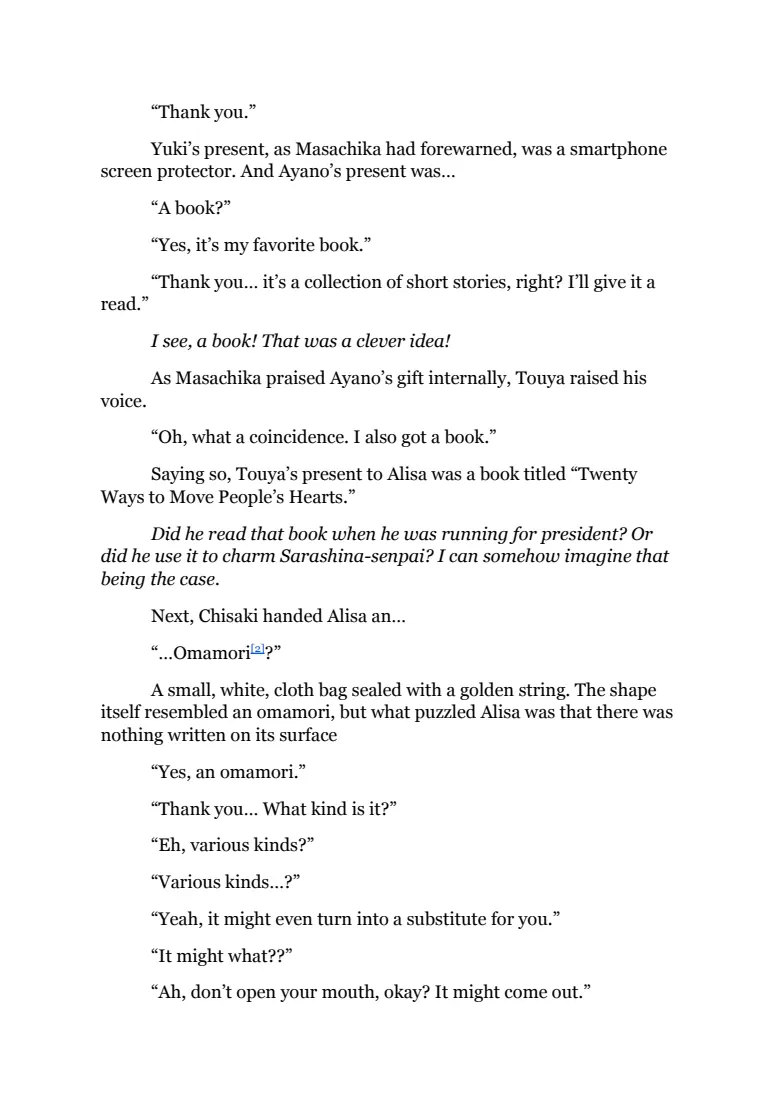 “Thank you.”
Yuki’s present, as Masachika had forewarned, was a smartphone
screen protector. And Ayano’s present was…
“A book?”
“Yes, it’s my favorite book.”
“Thank you… it’s a collection of short stories, right? I’ll give it a
read.”
I see, a book! That was a clever idea!
As Masachika praised Ayano’s gift internally, Touya raised his
voice.
“Oh, what a coincidence. I also got a book.”
Saying so, Touya’s present to Alisa was a book titled “Twenty
Ways to Move People’s Hearts.”
Did he read that book when he was running for president? Or
did he use it to charm Sarashina-senpai? I can somehow imagine that
being the case.
Next, Chisaki handed Alisa an…
“…Omamori[2]?”
A small, white, cloth bag sealed with a golden string. The shape
itself resembled an omamori, but what puzzled Alisa was that there was
nothing written on its surface
“Yes, an omamori.”
“Thank you… What kind is it?”
“Eh, various kinds?”
“Various kinds…?”
“Yeah, it might even turn into a substitute for you.”
“It might what??”
“Ah, don’t open your mouth, okay? It might come out.”